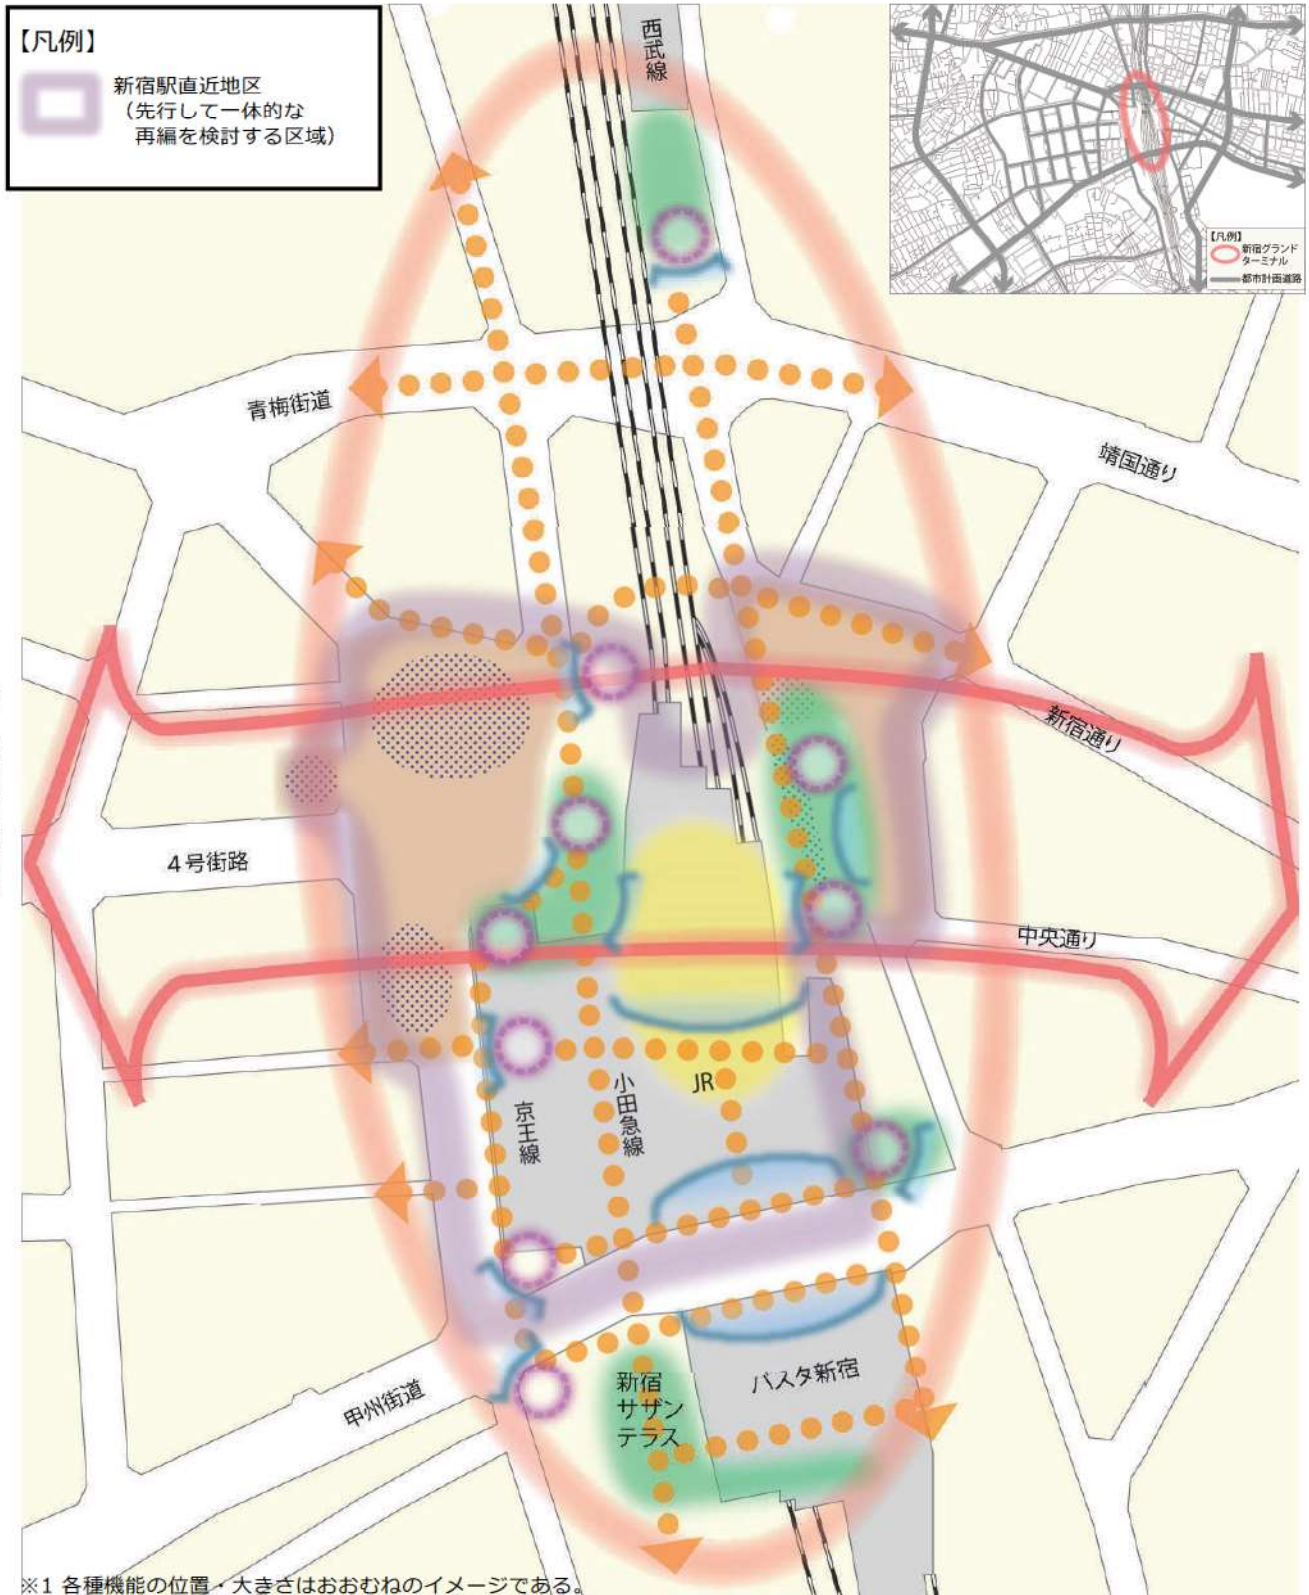 【凡例】
新宿駅直近地区
（先行して一体的な
再編を検討する区域）
西武線
【凡例】
新宿グランド
ターミナル
都市計画道路
青梅街道
靖国通り
新宿通り
4号街路
中央通り
JR
小田急線
京王線
バスタ新宿
新宿
サザン
テラス
甲州街道
※1 各種機能の位置・大きさはおおむねのイメージである。